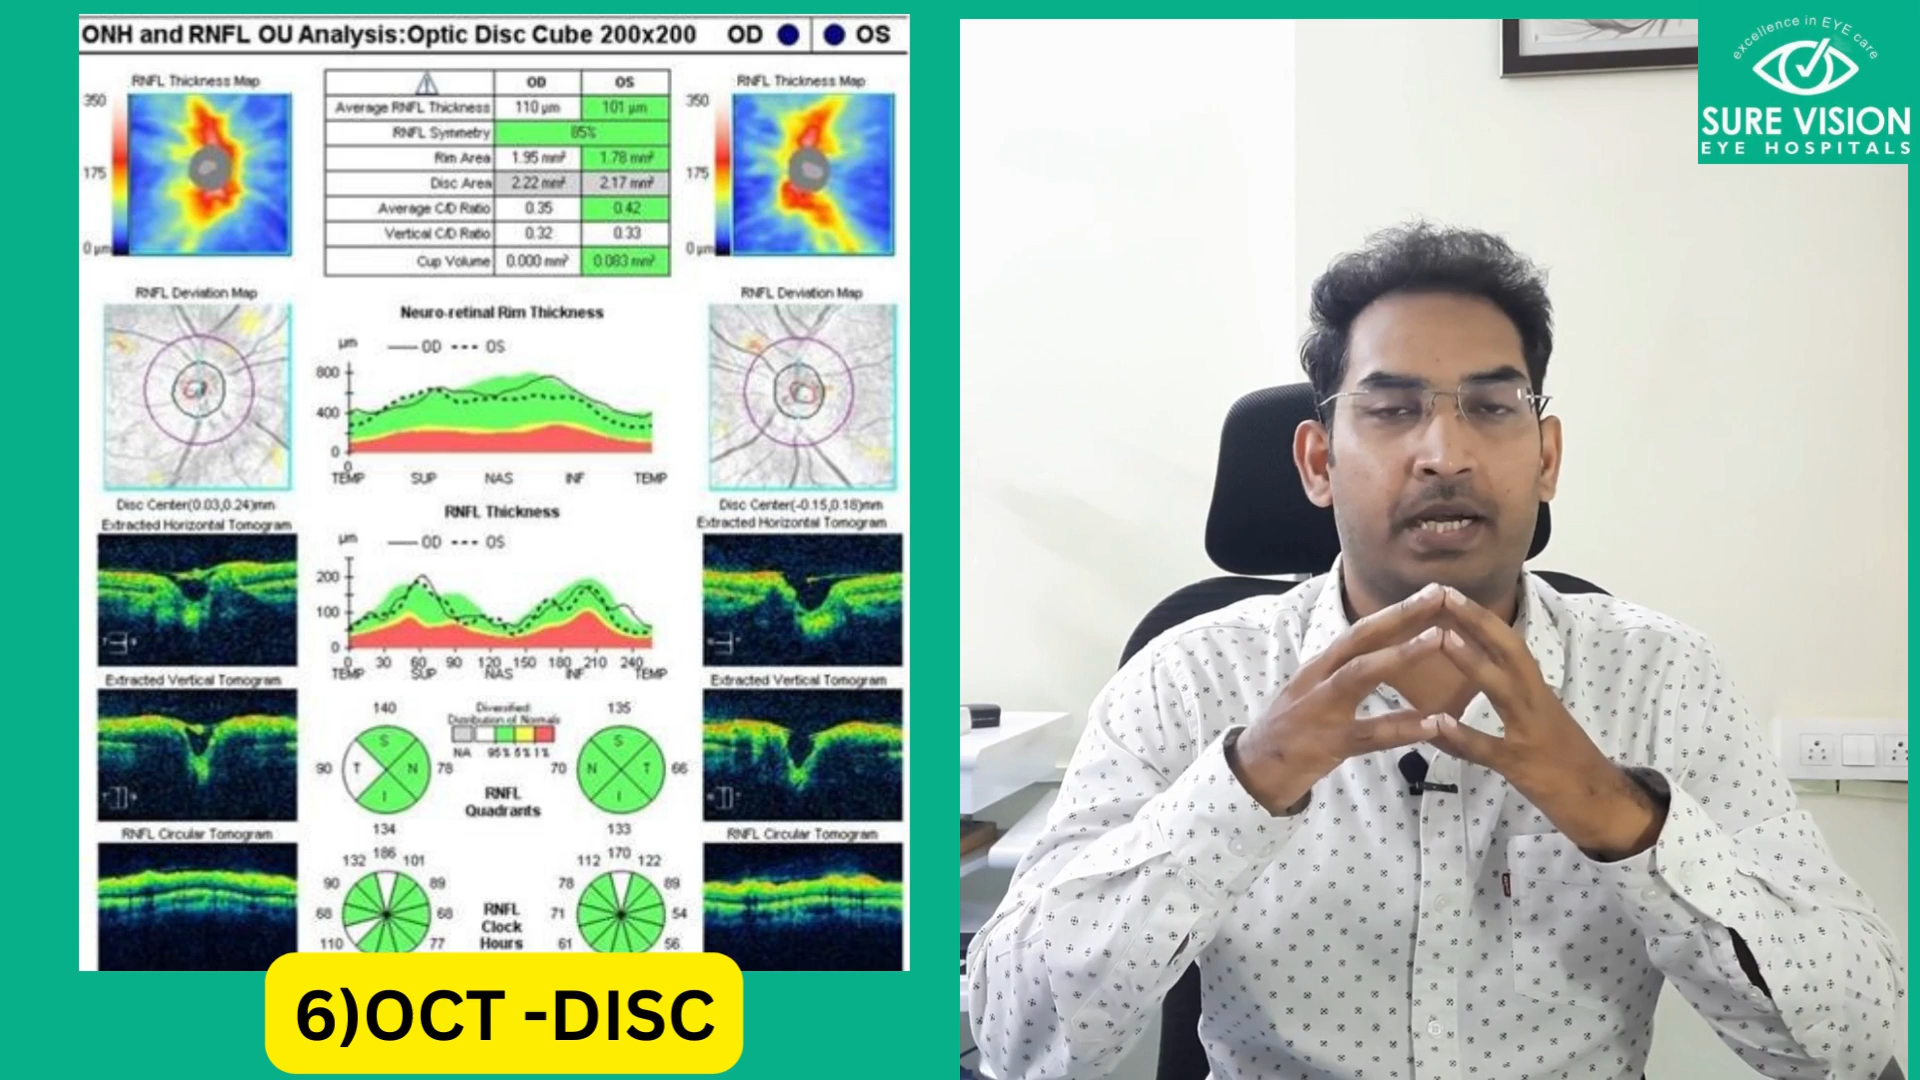 ONH and RNFL OU Analysis:Optic Disc Cube 200x200 OD OS
RNFL Thickness Map
350
175
0 µm
OD OS
Average RNFL Thickness 110 µm 101 µm
RNFL Symmetry 85%
Rim Area 1.95 mm² 1.78 mm²
Disc Area 2.22 mm² 2.17 mm²
Average C/D Ratio 0.35 0.42
Vertical C/D Ratio 0.32 0.33
Cup Volume 0.000 mm³ 0.083 mm³
RNFL Thickness Map
350
175
0 µm
RNFL Deviation Map
Disc Center(0.03,0.24)mm
Extracted Horizontal Tomogram
Extracted Vertical Tomogram
RNFL Circular Tomogram
Neuro-retinal Rim Thickness
µm OD OS
800
400
0
0
TEMP SUP NAS INF TEMP
RNFL Thickness
µm OD OS
200
100
0
0 30 60 90 120 150 180 210 240
TEMP SUP NAS INF TEMP
Diversified:
Distribution of Normals
NA 95% 5% 1%
140
S
90 T N 78
I
134
135
S
70 N T 66
I
133
RNFL
Quadrants
132 186 101
90 89
68 68
110 77
112 170 122
78 89
71 54
61 56
RNFL
Clock
Hours
RNFL Deviation Map
Disc Center(-0.15,0.18)mm
Extracted Horizontal Tomogram
Extracted Vertical Tomogram
RNFL Circular Tomogram
6)OCT -DISC
excellence in EYE care
SURE VISION
EYE HOSPITALS